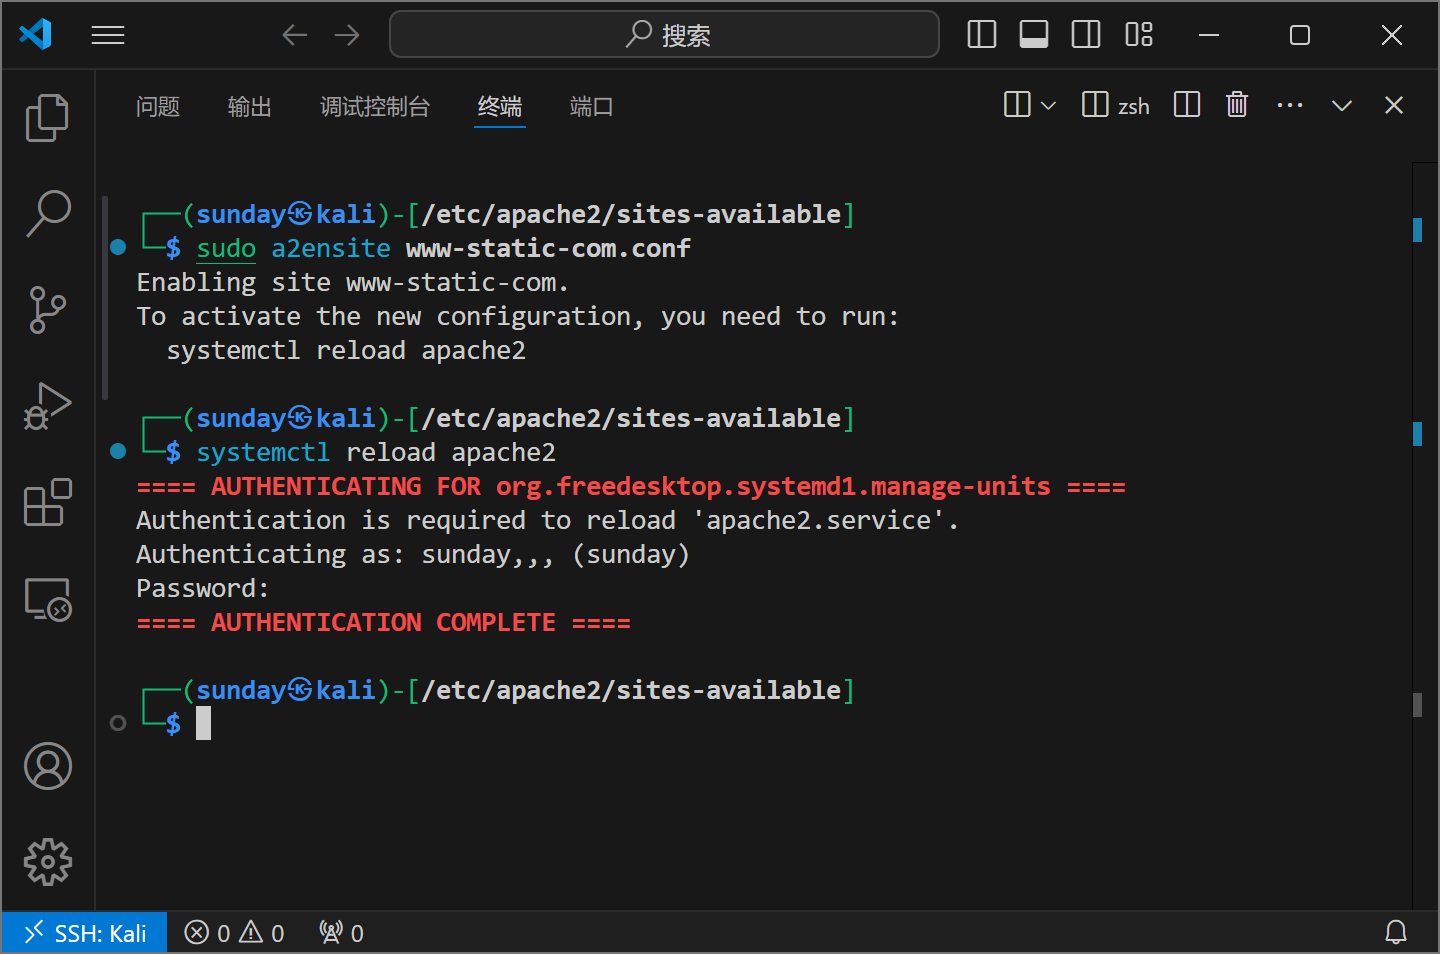 搜索
问题 输出 调试控制台 终端 端口 zsh
┌──(sunday㉿kali)-[/etc/apache2/sites-available]
└─$ sudo a2ensite www-static-com.conf
Enabling site www-static-com.
To activate the new configuration, you need to run:
  systemctl reload apache2
┌──(sunday㉿kali)-[/etc/apache2/sites-available]
└─$ systemctl reload apache2
==== AUTHENTICATING FOR org.freedesktop.systemd1.manage-units ====
Authentication is required to reload 'apache2.service'.
Authenticating as: sunday,,, (sunday)
Password:
==== AUTHENTICATION COMPLETE ====
┌──(sunday㉿kali)-[/etc/apache2/sites-available]
└─$
SSH: Kali 0 0 0